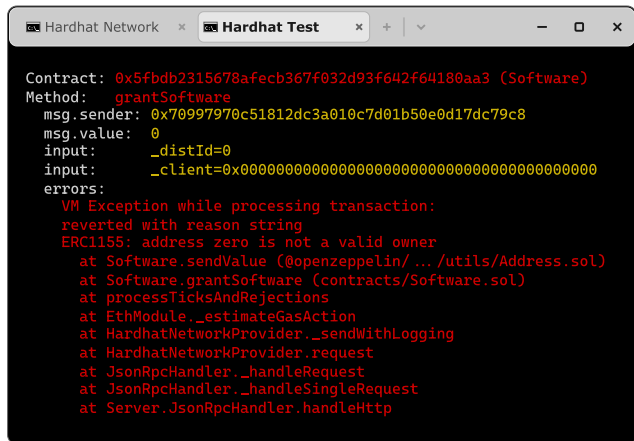 Hardhat Network × Hardhat Test × + | ⌄ – ×
Contract: 0x5fbdb2315678afecb367f032d93f642f64180aa3 (Software)
Method: grantSoftware
msg.sender: 0x70997970c51812dc3a010c7d01b50e0d17dc79c8
msg.value: 0
input: _distId=0
input: _client=0x0000000000000000000000000000000000000000
errors:
VM Exception while processing transaction:
reverted with reason string
ERC1155: address zero is not a valid owner
at Software.sendValue (@openzeppelin/.../utils/Address.sol)
at Software.grantSoftware (contracts/Software.sol)
at processTicksAndRejections
at EthModule._estimateGasAction
at HardhatNetworkProvider._sendWithLogging
at HardhatNetworkProvider.request
at JsonRpcHandler._handleRequest
at JsonRpcHandler._handleSingleRequest
at Server.JsonRpcHandler.handleHttp